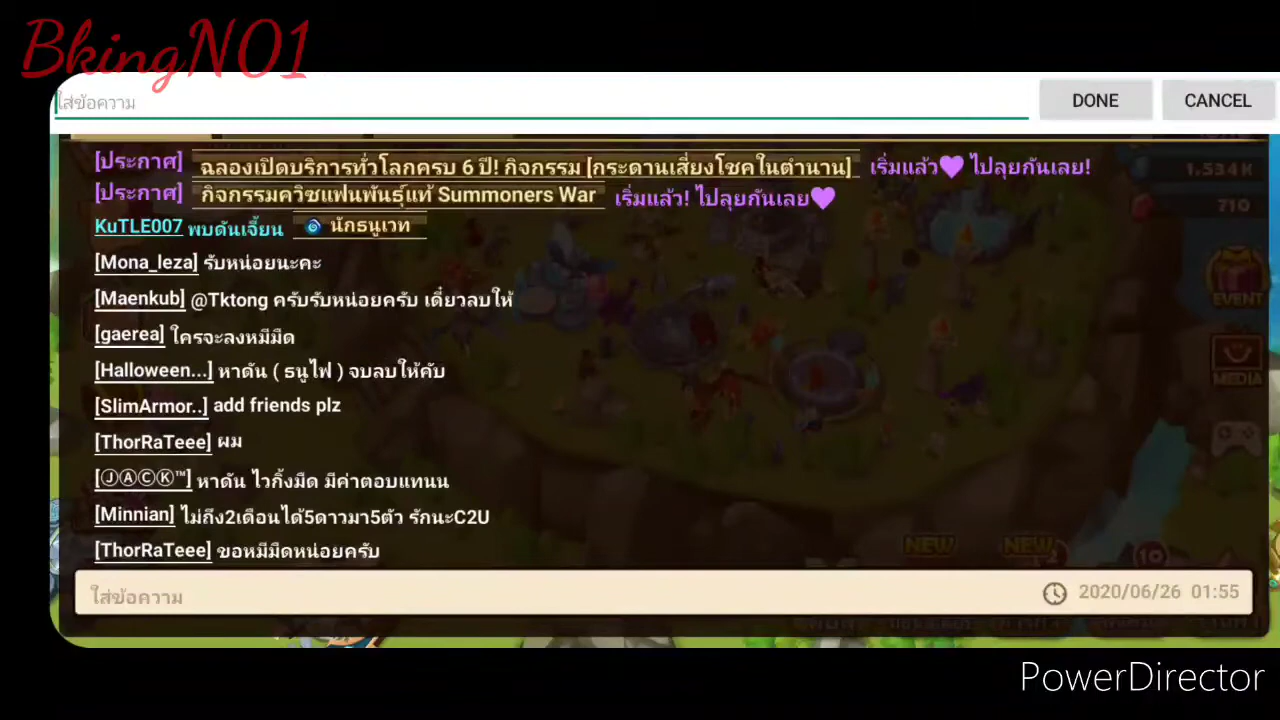 BkingNO1
ใส่ข้อความ
DONE
CANCEL
[ประกาศ] ฉลองเปิดบริการทั่วโลกครบ 6 ปี! กิจกรรม [กระดานเสี่ยงโชคในตำนาน] เริ่มแล้ว💜 ไปลุยกันเลย!
[ประกาศ] กิจกรรมควิซแฟนพันธุ์แท้ Summoners War เริ่มแล้ว! ไปลุยกันเลย💜
1.534K
KuTLE007 พบดันเจี้ยน นักธนูเวท
710
[Mona_leza] รับหน่อยนะคะ
[Maenkub] @Tktong ครับรับหน่อยครับ เดี๋ยวลบให้
EVENT
[gaerea] ใครจะลงหมีมืด
[Halloween...] หาดัน ( ธนูไฟ ) จบลบให้คับ
MEDIA
[SlimArmor..] add friends plz
[ThorRaTeee] ผม
[ⒿⒶⒸⓀ™] หาดัน ไวกิ้งมืด มีค่าตอบแทนน
[Minnian] ไม่ถึง2เดือนได้5ดาวมา5ตัว รักนะC2U
[ThorRaTeee] ขอหมีมืดหน่อยครับ
NEW
NEW
10
ใส่ข้อความ
2020/06/26 01:55
PowerDirector